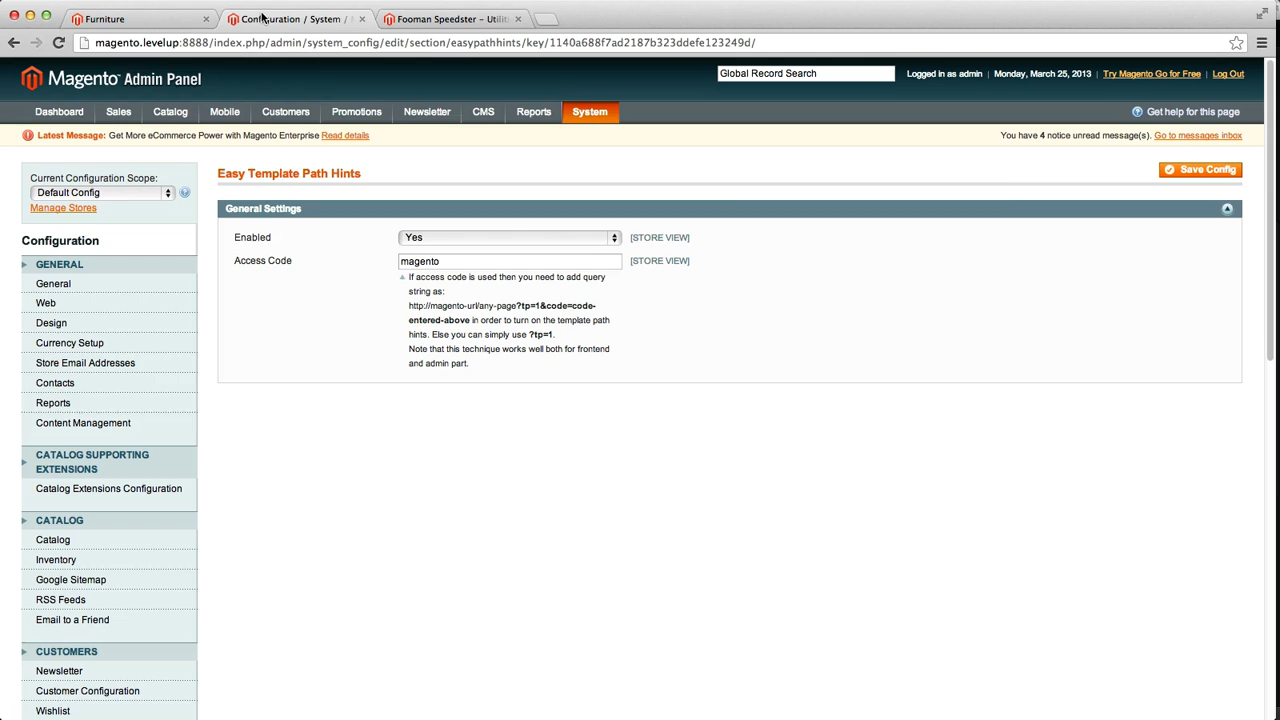 Furniture
Configuration / System /
Fooman Speedster – Utilit
magento.levelup:8888/index.php/admin/system_config/edit/section/easypathhints/key/1140a688f7ad2187b323ddefe123249d/
Magento Admin Panel
Global Record Search
Logged in as admin | Monday, March 25, 2013 | Try Magento Go for Free | Log Out
Dashboard Sales Catalog Mobile Customers Promotions Newsletter CMS Reports System
Get help for this page
Latest Message: Get More eCommerce Power with Magento Enterprise Read details
You have 4 notice unread message(s). Go to messages inbox
Current Configuration Scope:
Default Config
Manage Stores
Configuration
GENERAL
General
Web
Design
Currency Setup
Store Email Addresses
Contacts
Reports
Content Management
CATALOG SUPPORTING
EXTENSIONS
Catalog Extensions Configuration
CATALOG
Catalog
Inventory
Google Sitemap
RSS Feeds
Email to a Friend
CUSTOMERS
Newsletter
Customer Configuration
Wishlist
Easy Template Path Hints
Save Config
General Settings
Enabled Yes [STORE VIEW]
Access Code magento [STORE VIEW]
If access code is used then you need to add query
string as:
http://magento-url/any-page?tp=1&code=code-
entered-above in order to turn on the template path
hints. Else you can simply use ?tp=1.
Note that this technique works well both for frontend
and admin part.